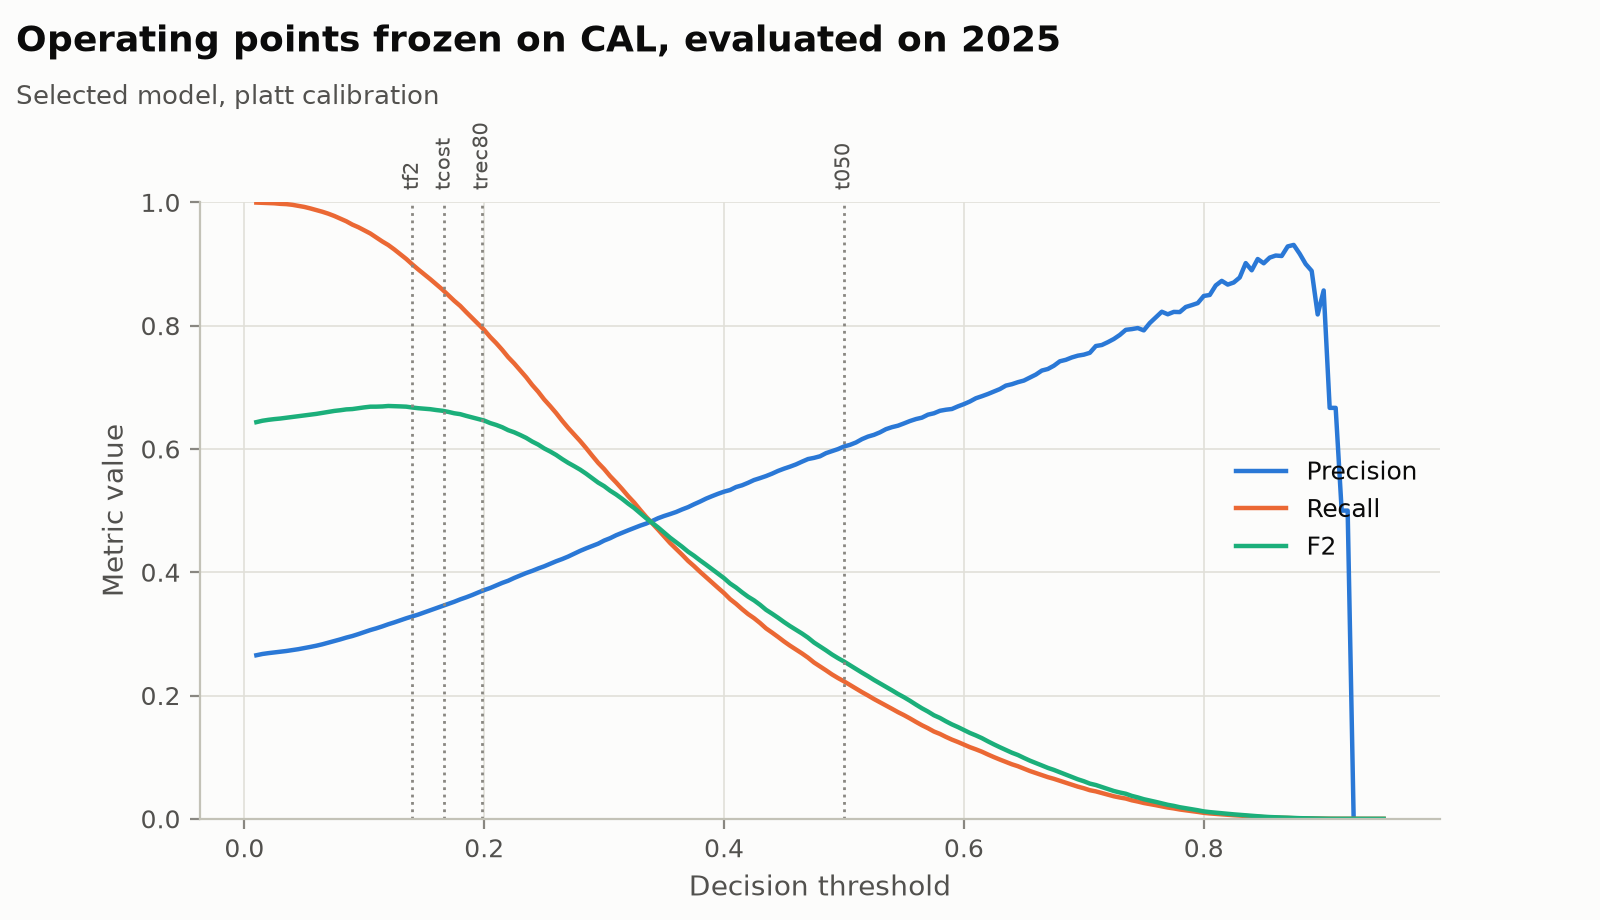 Operating points frozen on CAL, evaluated on 2025
Selected model, platt calibration
tf2
tcost
trec80
t050
1.0
0.8
0.6
0.4
0.2
0.0
Metric value
Precision
Recall
F2
0.0
0.2
0.4
0.6
0.8
Decision threshold